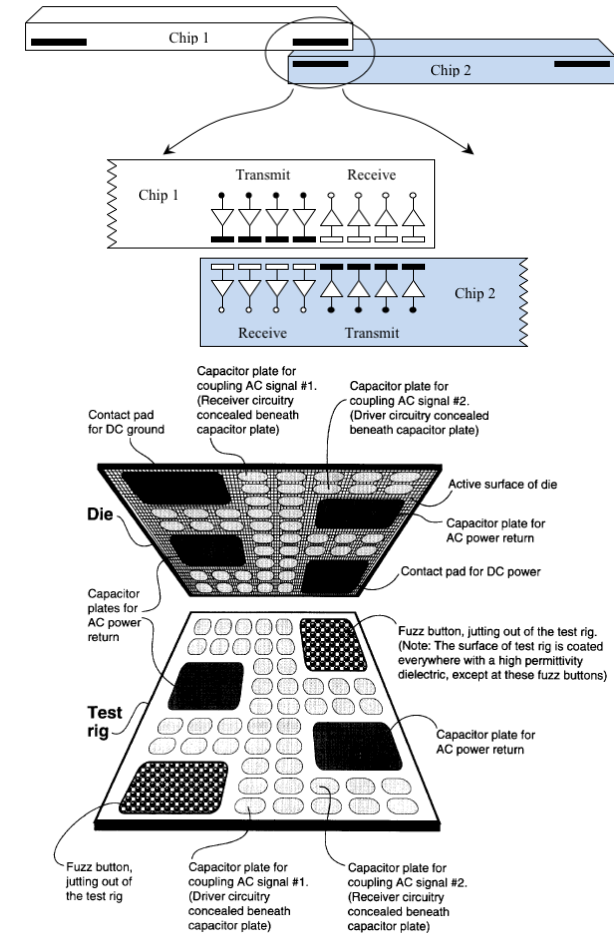 Chip 1
Chip 2
Transmit
Receive
Chip 1
Chip 2
Receive
Transmit
Capacitor plate for
coupling AC signal #1.
(Receiver circuitry
concealed beneath
capacitor plate)
Capacitor plate for
coupling AC signal #2.
(Driver circuitry concealed
beneath capacitor plate)
Contact pad
for DC ground
Active surface of die
Die
Capacitor plate for
AC power return
Contact pad for DC power
Capacitor
plates for
AC power
return
Fuzz button, jutting out of the test rig.
(Note: The surface of test rig is coated
everywhere with a high permittivity
dielectric, except at these fuzz buttons)
Test
rig
Capacitor plate for
AC power return
Fuzz button,
jutting out of
the test rig
Capacitor plate for
coupling AC signal #1.
(Driver circuitry
concealed beneath
capacitor plate)
Capacitor plate for
coupling AC signal #2.
(Receiver circuitry
concealed beneath
capacitor plate)